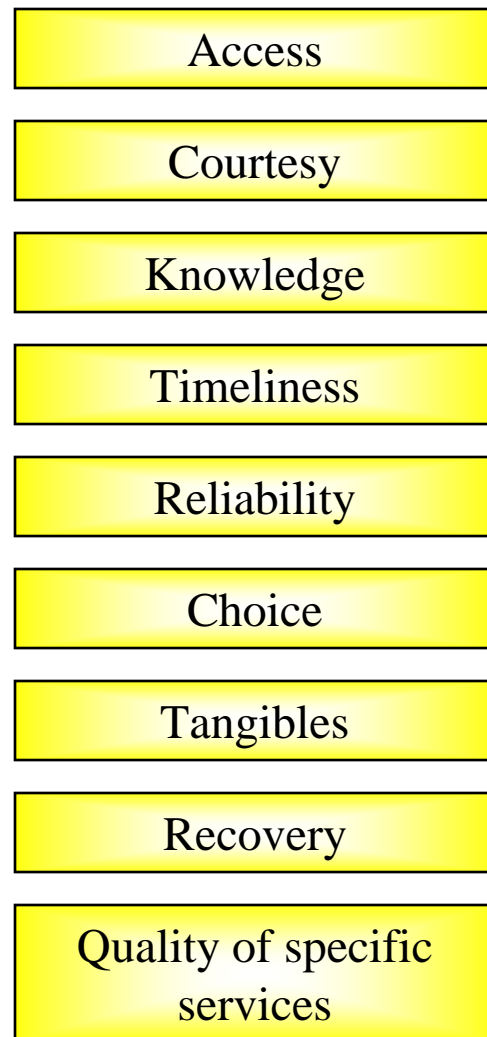 Access
Courtesy
Knowledge
Timeliness
Reliability
Choice
Tangibles
Recovery
Quality of specific
services